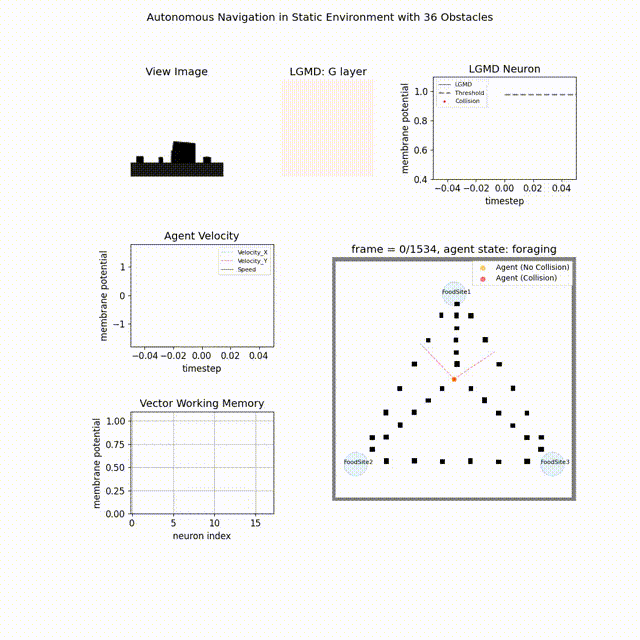 Autonomous Navigation in Static Environment with 36 Obstacles
View Image
LGMD: G layer
LGMD Neuron
membrane potential
1.0
0.8
0.6
0.4
LGMD
Threshold
Collision
−0.04 −0.02 0.00 0.02 0.04
timestep
Agent Velocity
membrane potential
1
0
−1
Velocity_X
Velocity_Y
Speed
−0.04 −0.02 0.00 0.02 0.04
timestep
frame = 0/1534, agent state: foraging
Agent (No Collision)
Agent (Collision)
FoodSite1
FoodSite2
FoodSite3
Vector Working Memory
membrane potential
1.00
0.75
0.50
0.25
0.00
0 5 10 15
neuron index